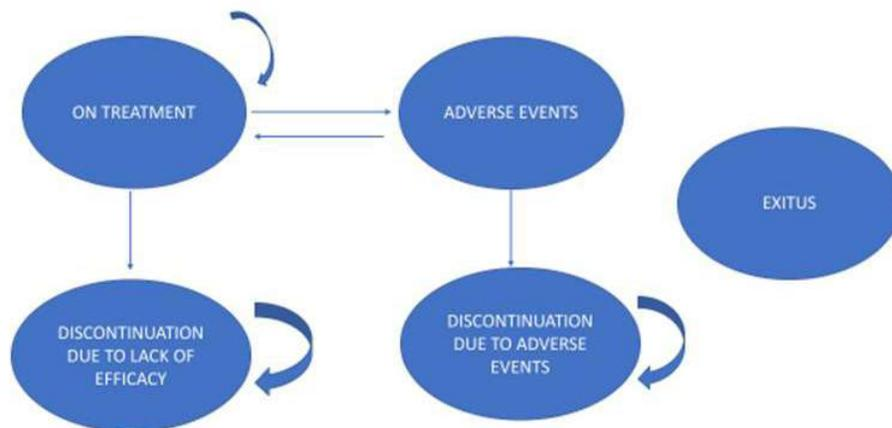 ON TREATMENT
ADVERSE EVENTS
EXITUS
DISCONTINUATION
DUE TO LACK OF
EFFICACY
DISCONTINUATION
DUE TO ADVERSE
EVENTS